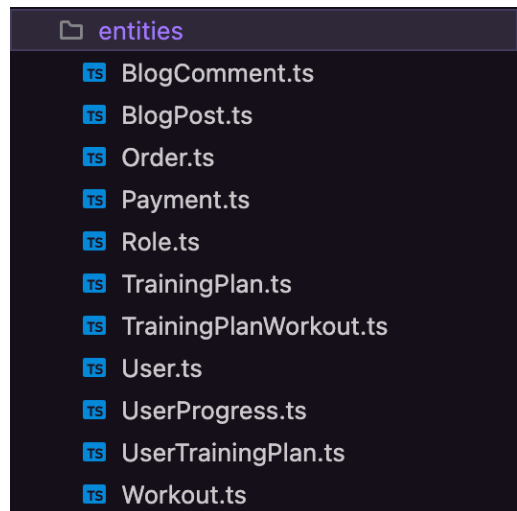 entities
TS BlogComment.ts
TS BlogPost.ts
TS Order.ts
TS Payment.ts
TS Role.ts
TS TrainingPlan.ts
TS TrainingPlanWorkout.ts
TS User.ts
TS UserProgress.ts
TS UserTrainingPlan.ts
TS Workout.ts